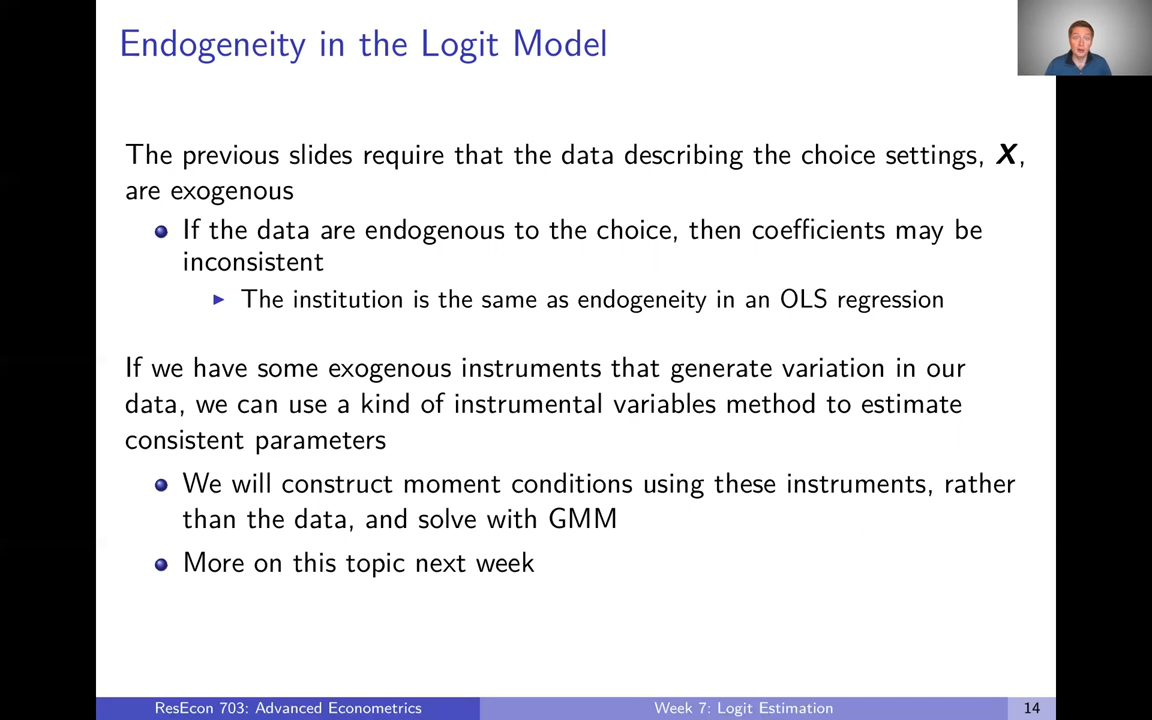 Endogeneity in the Logit Model
The previous slides require that the data describing the choice settings, X,
are exogenous
If the data are endogenous to the choice, then coefficients may be
inconsistent
The institution is the same as endogeneity in an OLS regression
If we have some exogenous instruments that generate variation in our
data, we can use a kind of instrumental variables method to estimate
consistent parameters
We will construct moment conditions using these instruments, rather
than the data, and solve with GMM
More on this topic next week
ResEcon 703: Advanced Econometrics
Week 7: Logit Estimation
14